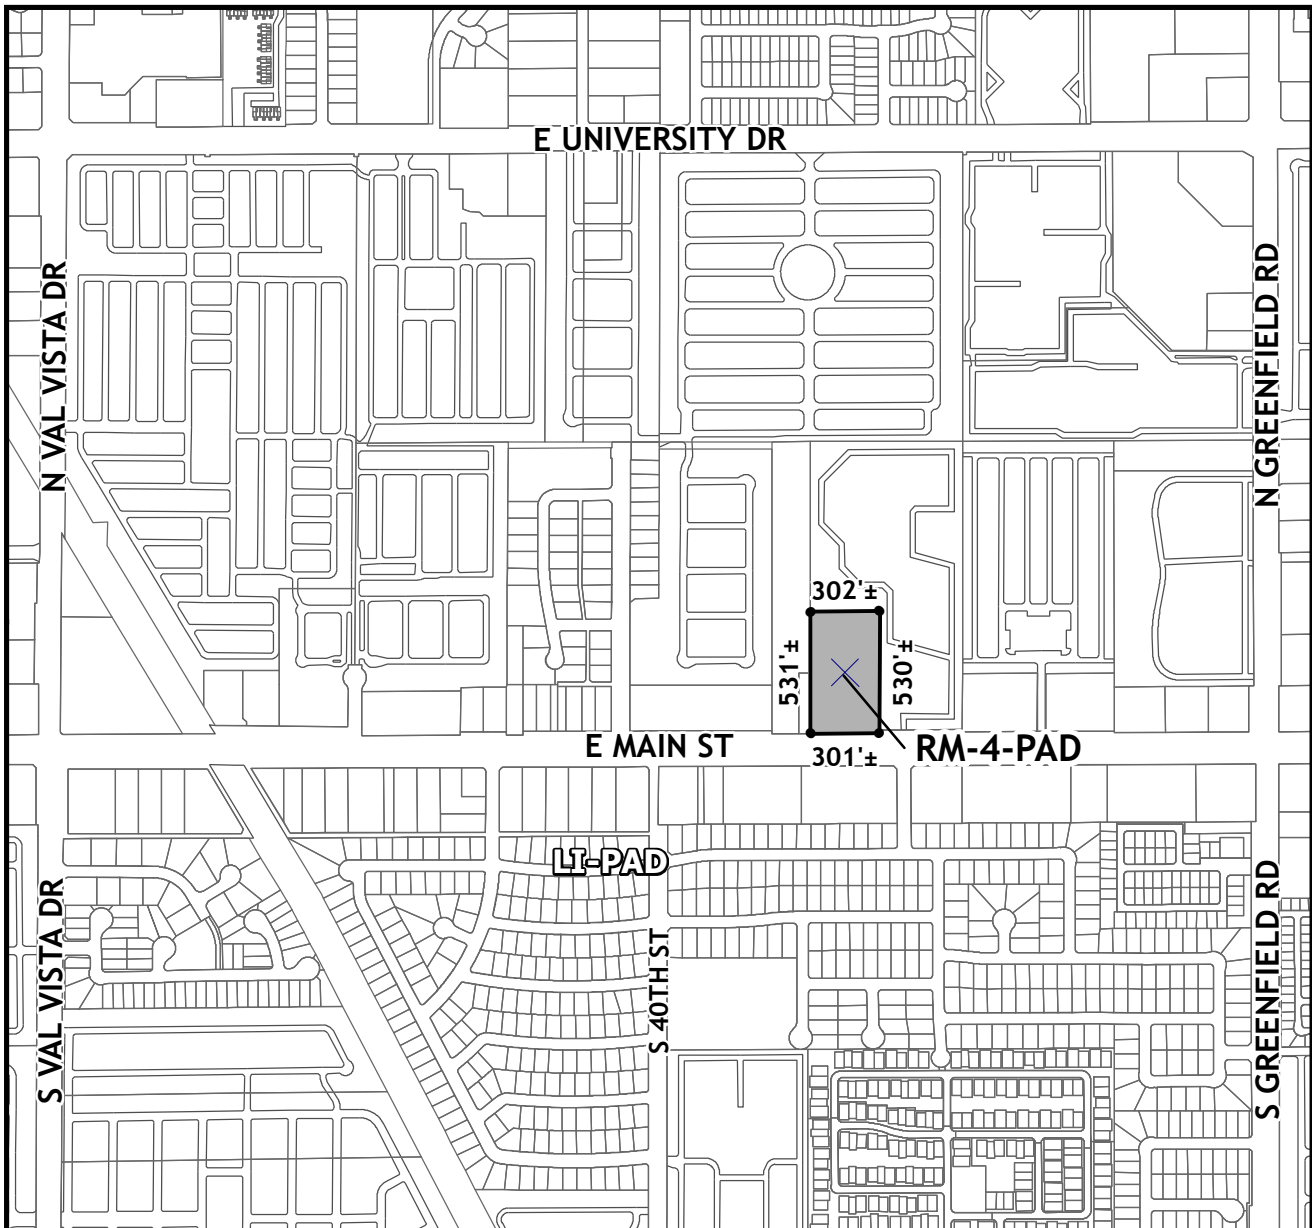 E UNIVERSITY DR
N VAL VISTA DR
N GREENFIELD RD
302'±
531'±
530'±
E MAIN ST
RM-4-PAD
301'±
LI-PAD
S VAL VISTA DR
S 40TH ST
S GREENFIELD RD